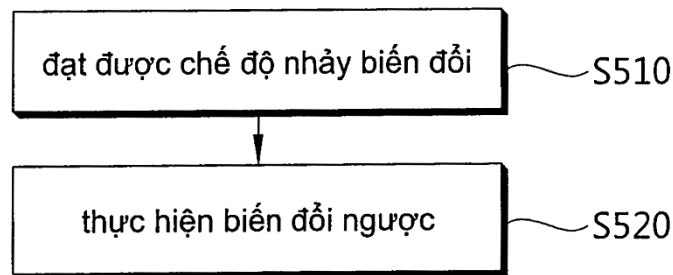 đạt được chế độ nhảy biến đổi
S510
thực hiện biến đổi ngược
S520